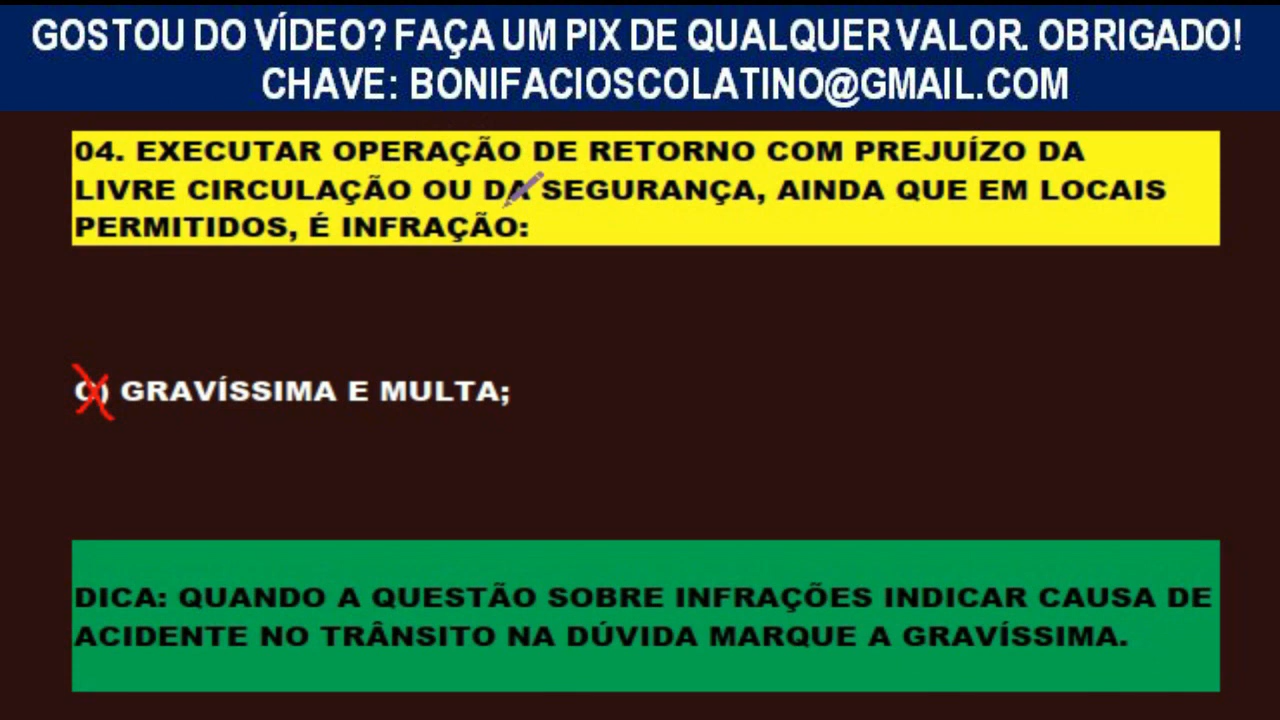 GOSTOU DO VÍDEO? FAÇA UM PIX DE QUALQUER VALOR. OBRIGADO!
CHAVE: BONIFACIOSCOLATINO@GMAIL.COM
04. EXECUTAR OPERAÇÃO DE RETORNO COM PREJUÍZO DA
LIVRE CIRCULAÇÃO OU DA SEGURANÇA, AINDA QUE EM LOCAIS
PERMITIDOS, É INFRAÇÃO:
C) GRAVÍSSIMA E MULTA;
DICA: QUANDO A QUESTÃO SOBRE INFRAÇÕES INDICAR CAUSA DE
ACIDENTE NO TRÂNSITO NA DÚVIDA MARQUE A GRAVÍSSIMA.